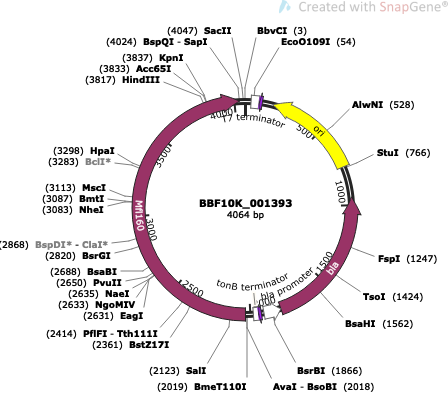 Created with SnapGene®
(4047) SacII
BbvCI (3)
(4024) BspQI - SapI
EcoO109I (54)
(3837) KpnI
(3833) Acc65I
(3817) HindIII
AlwNI (528)
StuI (766)
(3298) HpaI
(3283) BclI*
(3113) MscI
(3087) BmtI
(3083) NheI
(2868) BspDI* - ClaI*
(2820) BsrGI
(2688) BsaBI
(2650) PvuII
(2635) NaeI
(2633) NgoMIV
(2631) EagI
(2414) PflFI - Tth111I
(2361) BstZ17I
(2123) SalI
(2019) BmeT110I
AvaI - BsoBI (2018)
BsrBI (1866)
BsaHI (1562)
TsoI (1424)
FspI (1247)
BBF10K_001393
4064 bp
T7 terminator
tonB terminator
bla promoter
ori
bla
500
1000
1500
2500
3000
3500
4000